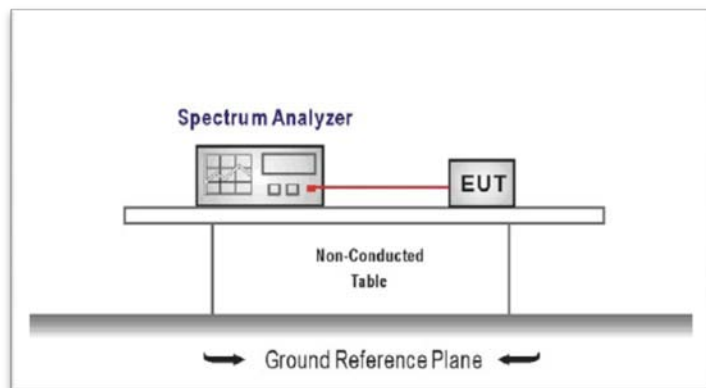 Spectrum Analyzer
EUT
Non-Conducted
Table
Ground Reference Plane